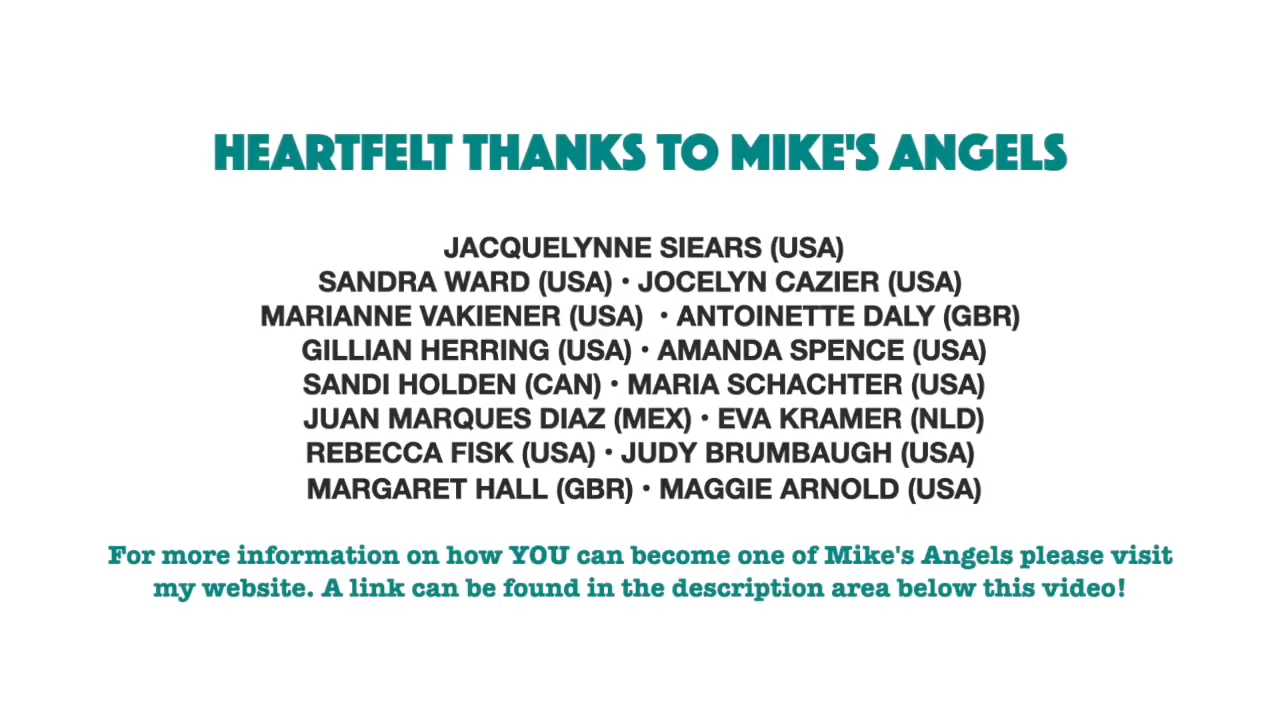 HEARTFELT THANKS TO MIKE'S ANGELS
JACQUELYNNE SIEARS (USA)
SANDRA WARD (USA) • JOCELYN CAZIER (USA)
MARIANNE VAKIENER (USA) • ANTOINETTE DALY (GBR)
GILLIAN HERRING (USA) • AMANDA SPENCE (USA)
SANDI HOLDEN (CAN) • MARIA SCHACHTER (USA)
JUAN MARQUES DIAZ (MEX) • EVA KRAMER (NLD)
REBECCA FISK (USA) • JUDY BRUMBAUGH (USA)
MARGARET HALL (GBR) • MAGGIE ARNOLD (USA)
For more information on how YOU can become one of Mike's Angels please visit
my website. A link can be found in the description area below this video!